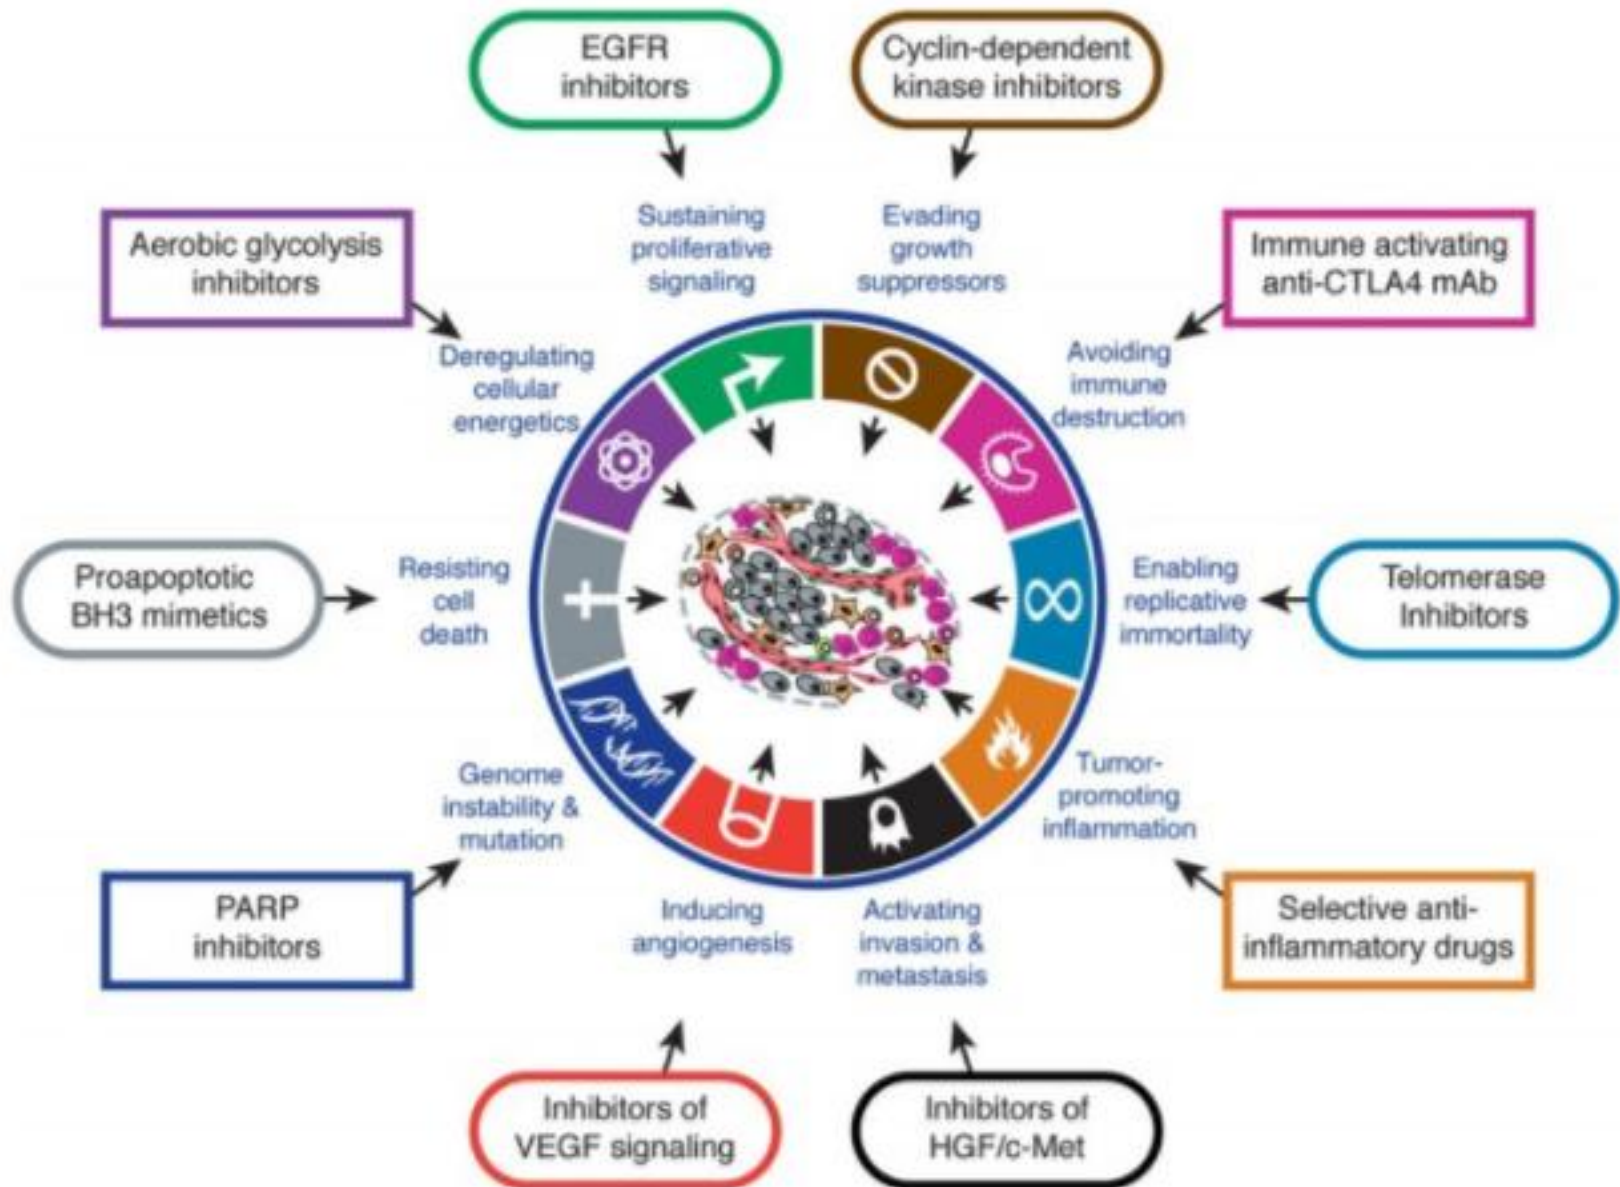 EGFR
inhibitors
Cyclin-dependent
kinase inhibitors
Sustaining
proliferative
signaling
Evading
growth
suppressors
Aerobic glycolysis
inhibitors
Immune activating
anti-CTLA4 mAb
Deregulating
cellular
energetics
Avoiding
immune
destruction
Proapoptotic
BH3 mimetics
Resisting
cell
death
Enabling
replicative
immortality
Telomerase
Inhibitors
Genome
instability &
mutation
Tumor-
promoting
inflammation
PARP
inhibitors
Selective anti-
inflammatory drugs
Inducing
angiogenesis
Activating
invasion &
metastasis
Inhibitors of
VEGF signaling
Inhibitors of
HGF/c-Met